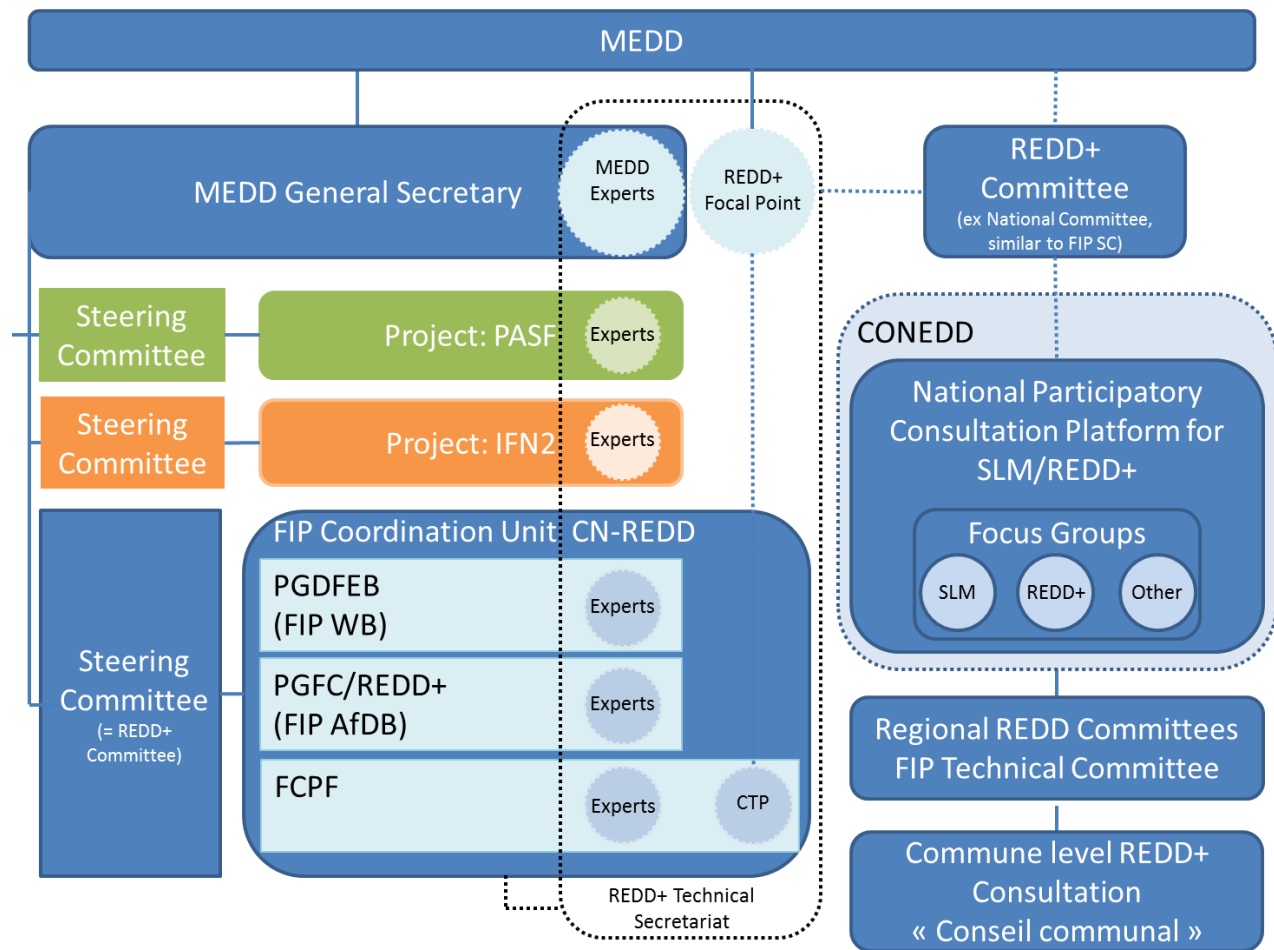 MEDD
MEDD General Secretary
MEDD
Experts
REDD+
Focal Point
REDD+
Committee
(ex National Committee,
similar to FIP SC)
Steering
Committee
Project: PASF
Experts
Steering
Committee
Project: IFN2
Experts
Steering
Committee
(= REDD+
Committee)
FIP Coordination Unit
CN-REDD
PGDFEB
(FIP WB)
Experts
PGFC/REDD+
(FIP AfDB)
Experts
FCPF
Experts
CTP
REDD+ Technical
Secretariat
CONEDD
National Participatory
Consultation Platform for
SLM/REDD+
Focus Groups
SLM
REDD+
Other
Regional REDD Committees
FIP Technical Committee
Commune level REDD+
Consultation
« Conseil communal »